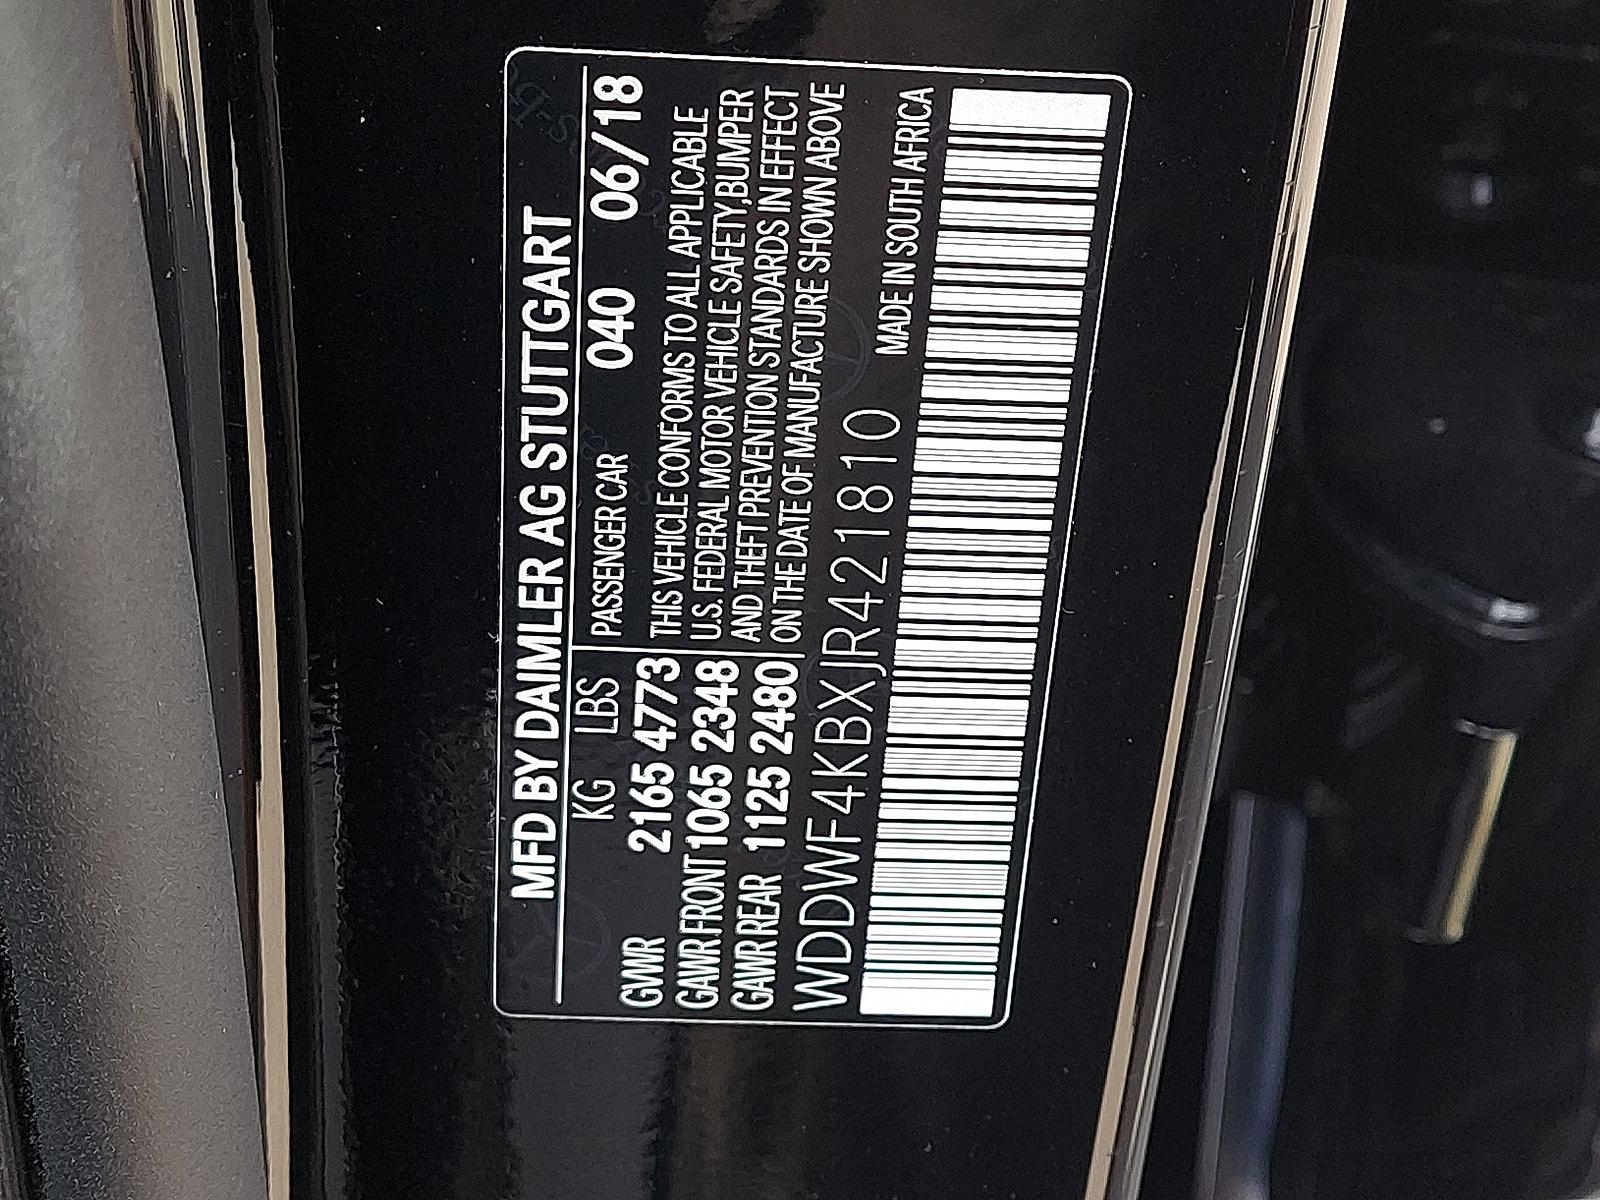 MFD BY DAIMLER AG STUTTGART
KG LBS PASSENGER CAR 040 06/18
GVWR 2165 4773 THIS VEHICLE CONFORMS TO ALL APPLICABLE
GAWR FRONT 1065 2348 U.S. FEDERAL MOTOR VEHICLE SAFETY,BUMPER
GAWR REAR 1125 2480 AND THEFT PREVENTION STANDARDS IN EFFECT
ON THE DATE OF MANUFACTURE SHOWN ABOVE
WDDWF4KBXJR421810 MADE IN SOUTH AFRICA